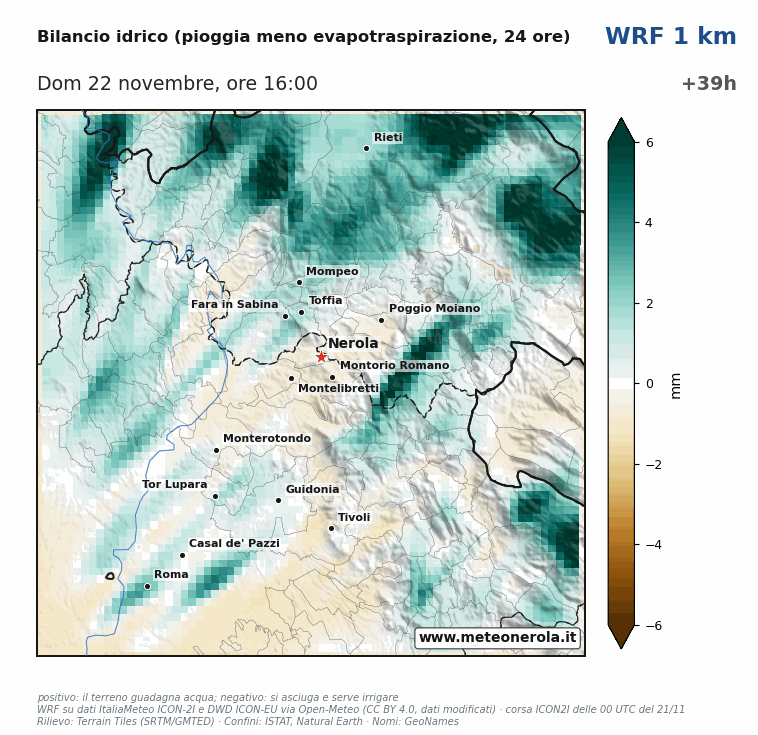 Bilancio idrico (pioggia meno evapotraspirazione, 24 ore)
WRF 1 km
Dom 22 novembre, ore 16:00
+39h
Rieti
Mompeo
Fara in Sabina
Toffia
Poggio Moiano
Nerola
Montorio Romano
Montelibretti
Monterotondo
Tor Lupara
Guidonia
Tivoli
Casal de' Pazzi
Roma
www.meteonerola.it
6
4
2
0
−2
−4
−6
mm
positivo: il terreno guadagna acqua; negativo: si asciuga e serve irrigare
WRF su dati ItaliaMeteo ICON-2I e DWD ICON-EU via Open-Meteo (CC BY 4.0, dati modificati) · corsa ICON2I delle 00 UTC del 21/11
Rilievo: Terrain Tiles (SRTM/GMTED) · Confini: ISTAT, Natural Earth · Nomi: GeoNames